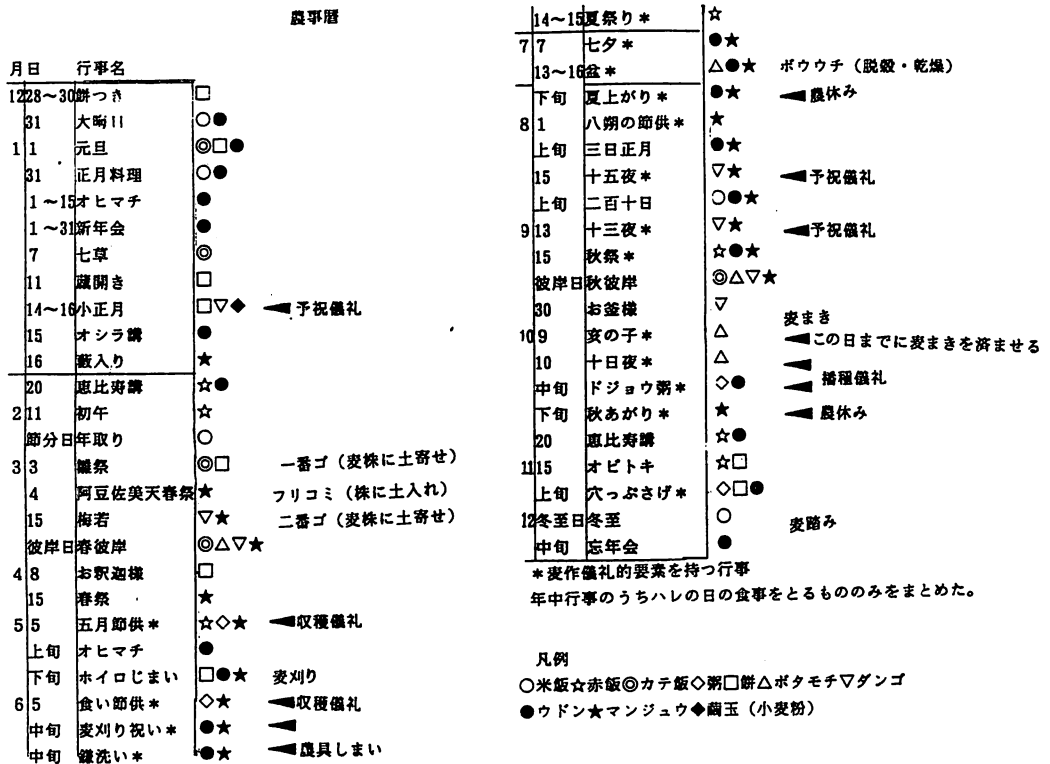 農事暦
月日 行事名
12 28～30 餅つき □
31 大晦日 ○●
1 1 元旦 ◎□●
31 正月料理 ○●
1～15 オヒマチ ●
1～31 新年会 ●
7 七草 ◎
11 蔵開き □
14～16 小正月 □▽◆ 予祝儀礼
15 オシラ講 ●
16 藪入り ★
20 恵比寿講 ☆●
2 11 初午 ☆
節分日 年取り ○
3 3 雛祭 ◎□ 一番ゴ（麦株に土寄せ）
4 阿豆佐美天春祭 ★ フリコミ（株に土入れ）
15 梅若 ▽★ 二番ゴ（麦株に土寄せ）
彼岸日 春彼岸 ◎△▽★
4 8 お釈迦様 □
15 春祭 ★
5 5 五月節供＊ ☆◇★ 収穫儀礼
上旬 オヒマチ ●
下旬 ホイロじまい □●★ 麦刈り
6 5 食い節供＊ ◇★ 収穫儀礼
中旬 麦刈り祝い＊ ●★
中旬 鎌洗い＊ ●★ 農具しまい
14～15 夏祭り＊ ☆
7 7 七夕＊ ●★
13～16 盆＊ △●★ ボウウチ（脱穀・乾燥）
下旬 夏上がり＊ ●★ 農休み
8 1 八朔の節供＊ ★
上旬 三日正月 ●★
15 十五夜＊ ▽★ 予祝儀礼
上旬 二百十日 ○●★
9 13 十三夜＊ ▽★ 予祝儀礼
15 秋祭＊ ☆●★
彼岸日 秋彼岸 ◎△▽★
30 お釜様 ▽
麦まき
10 9 亥の子＊ △ この日までに麦まきを済ませる
10 十日夜＊ △
播種儀礼
中旬 ドジョウ粥＊ ◇●
下旬 秋あがり＊ ★ 農休み
20 恵比寿講 ☆●
11 15 オビトキ ☆□
上旬 穴っぷさげ＊ ◇□●
12 冬至日 冬至 ○ 麦踏み
中旬 忘年会 ●
＊麦作儀礼的要素を持つ行事
年中行事のうちハレの日の食事をとるもののみをまとめた。
凡例
○米飯☆赤飯◎カテ飯◇粥□餅△ボタモチ▽ダンゴ
●ウドン★マンジュウ◆繭玉（小麦粉）